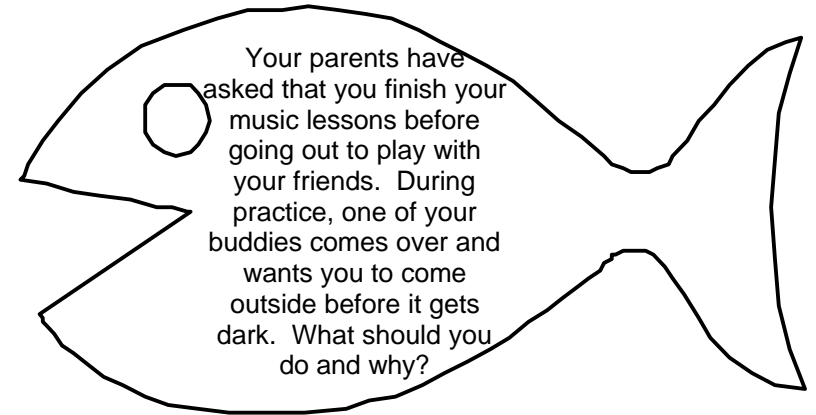 Your parents have
asked that you finish your
music lessons before
going out to play with
your friends.  During
practice, one of your
buddies comes over and
wants you to come
outside before it gets
dark.  What should you
do and why?